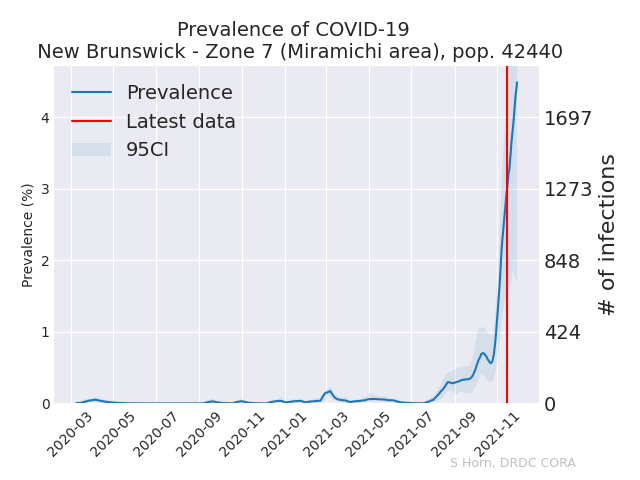 Prevalence of COVID-19
New Brunswick - Zone 7 (Miramichi area), pop. 42440
Prevalence
Latest data
95CI
Prevalence (%)
4
3
2
1
0
1697
1273
848
424
0
# of infections
2020-03
2020-05
2020-07
2020-09
2020-11
2021-01
2021-03
2021-05
2021-07
2021-09
2021-11
S Horn, DRDC CORA